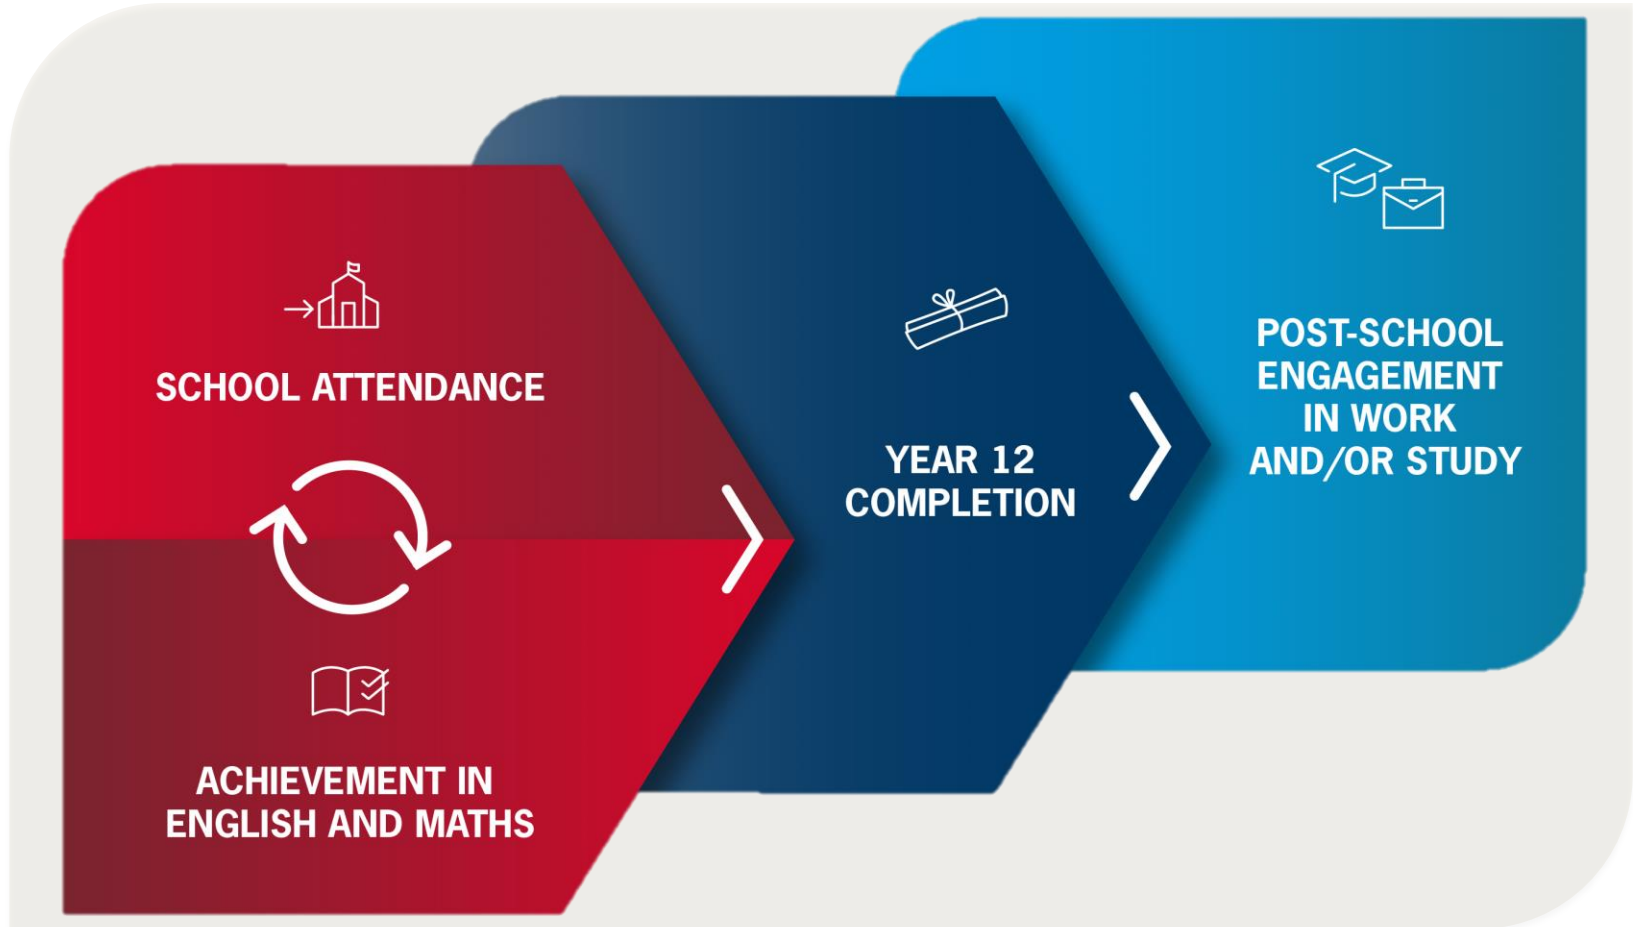 SCHOOL ATTENDANCE
ACHIEVEMENT IN
ENGLISH AND MATHS
YEAR 12
COMPLETION
POST-SCHOOL
ENGAGEMENT
IN WORK
AND/OR STUDY